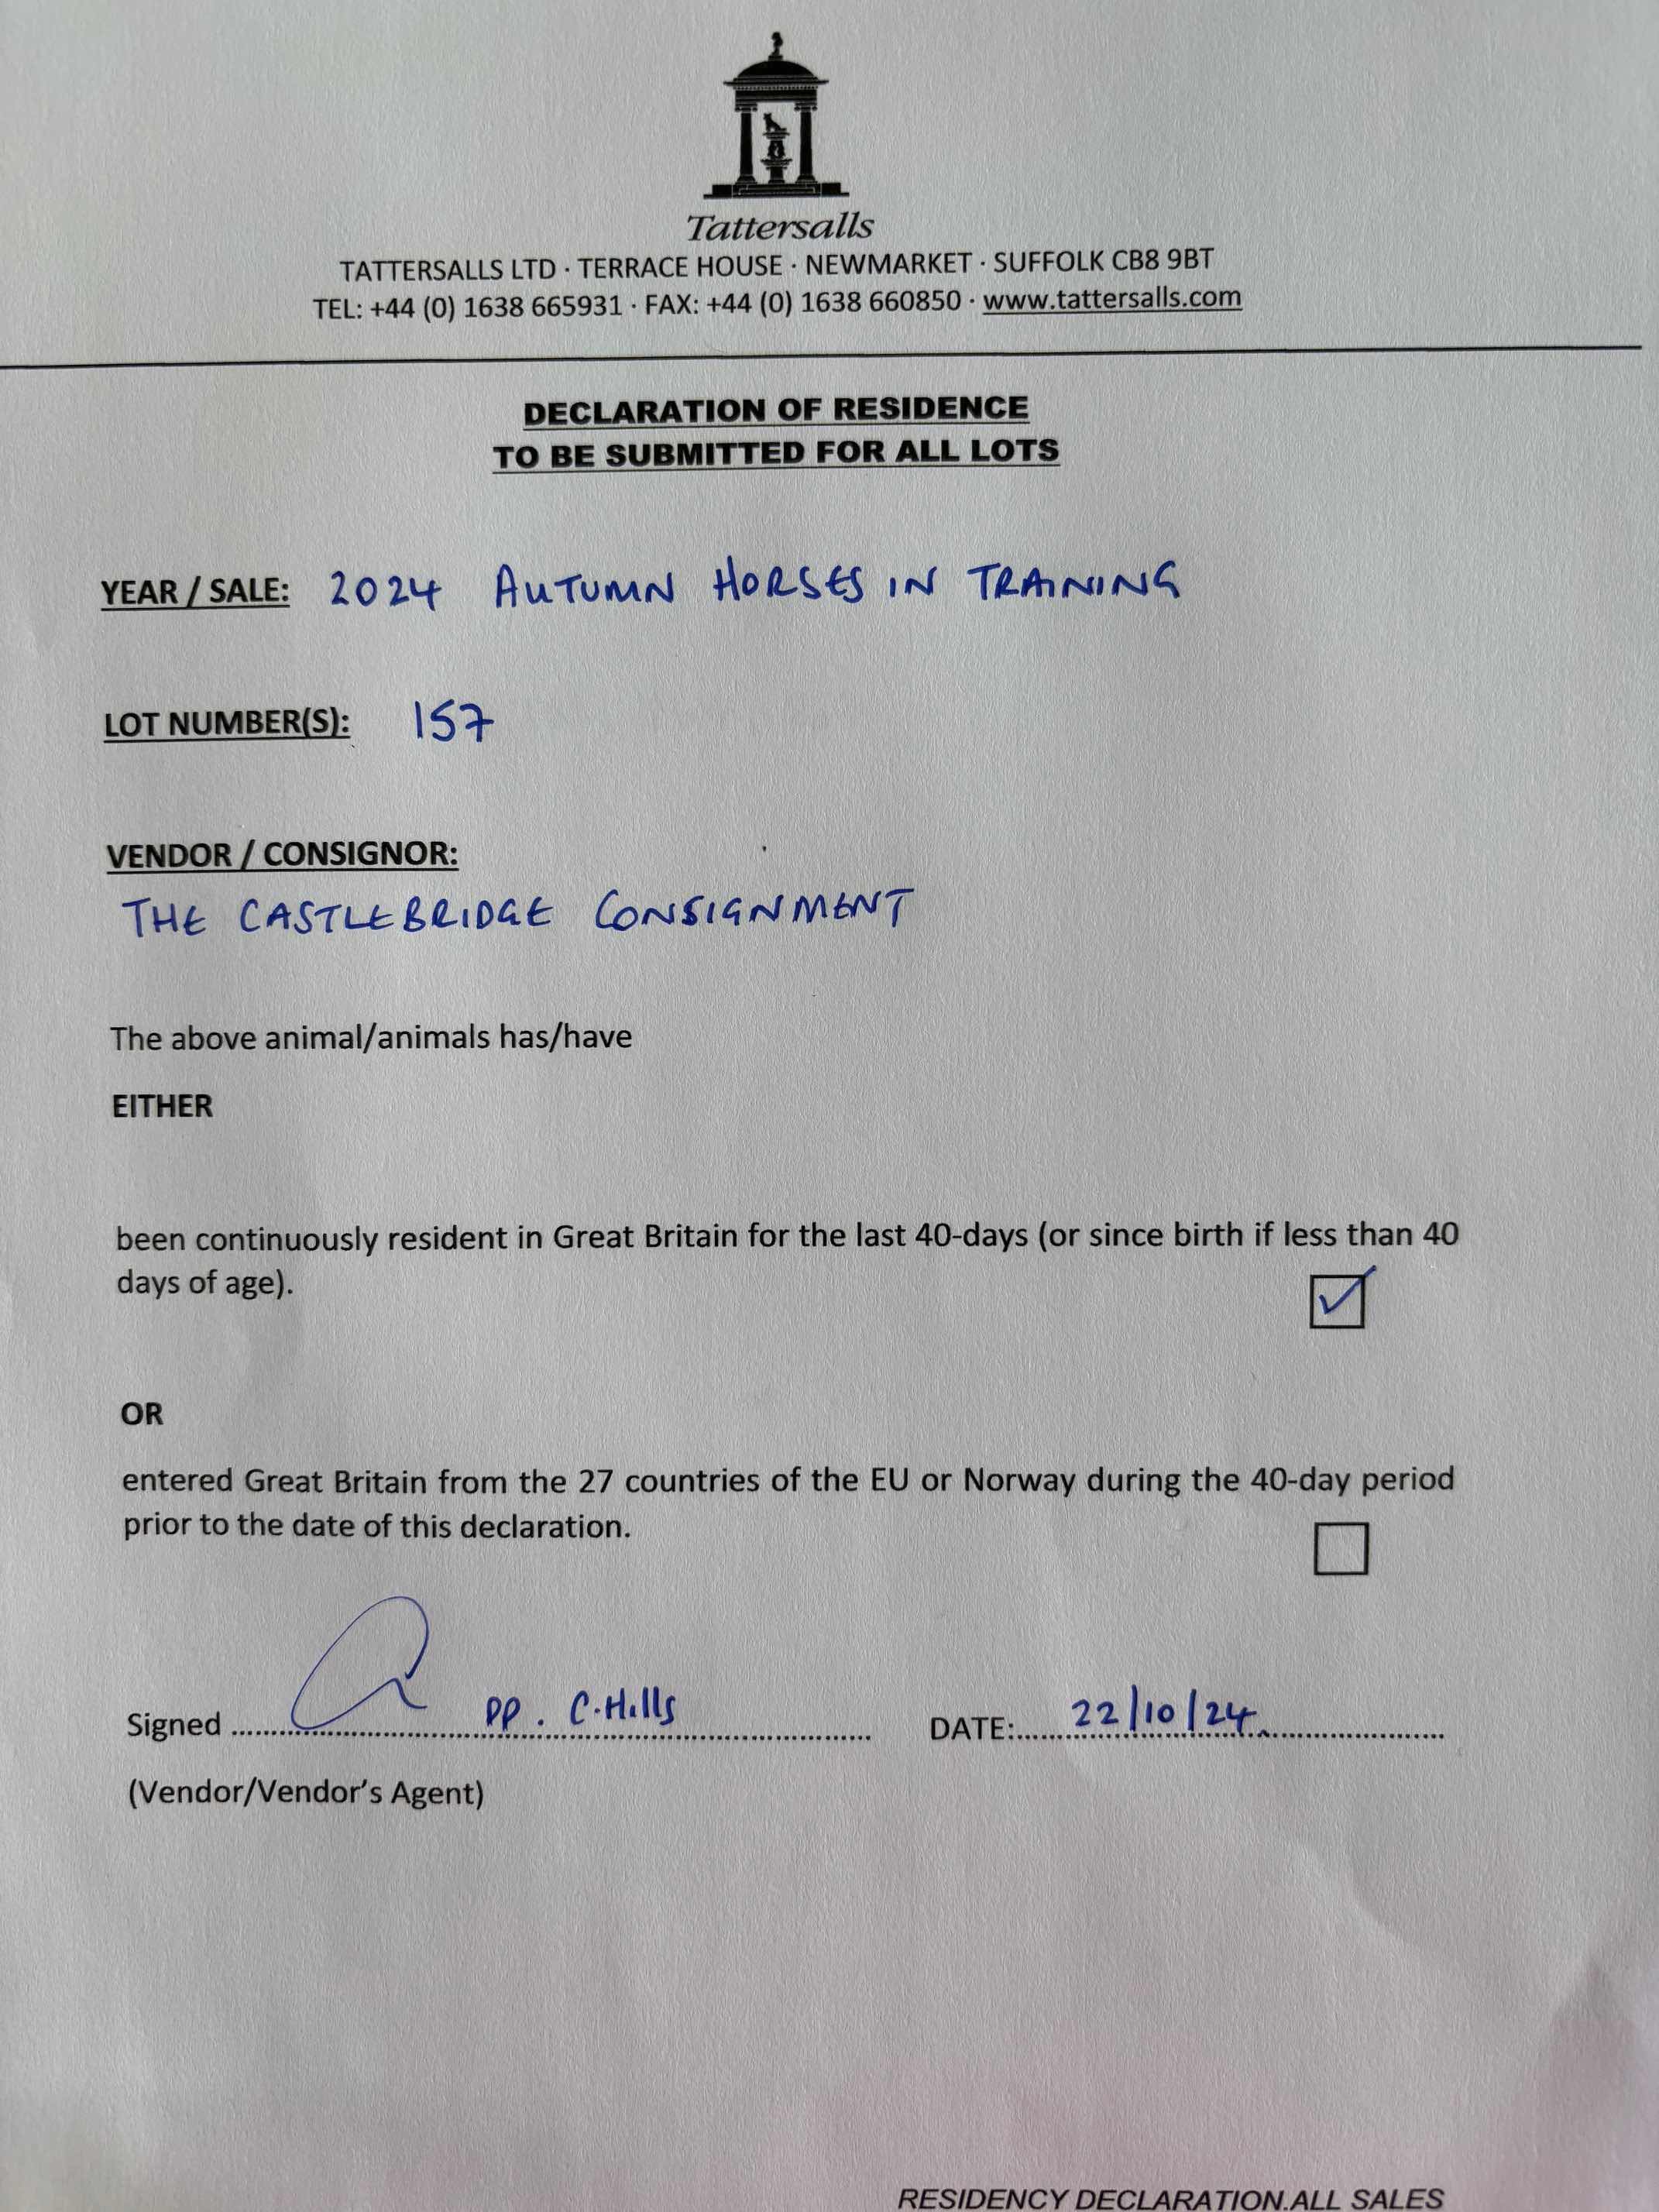 Tattersalls
TATTERSALLS LTD · TERRACE HOUSE · NEWMARKET · SUFFOLK CB8 9BT
TEL: +44 (0) 1638 665931 · FAX: +44 (0) 1638 660850 · www.tattersalls.com
DECLARATION OF RESIDENCE
TO BE SUBMITTED FOR ALL LOTS
YEAR / SALE: 2024 AUTUMN HORSES IN TRAINING
LOT NUMBER(S): 157
VENDOR / CONSIGNOR:
THE CASTLEBRIDGE CONSIGNMENT
The above animal/animals has/have
EITHER
been continuously resident in Great Britain for the last 40-days (or since birth if less than 40
days of age).
OR
entered Great Britain from the 27 countries of the EU or Norway during the 40-day period
prior to the date of this declaration.
Signed ........ PP. C.Hills ........ DATE:..... 22/10/24 ........
(Vendor/Vendor's Agent)
RESIDENCY DECLARATION.ALL SALES